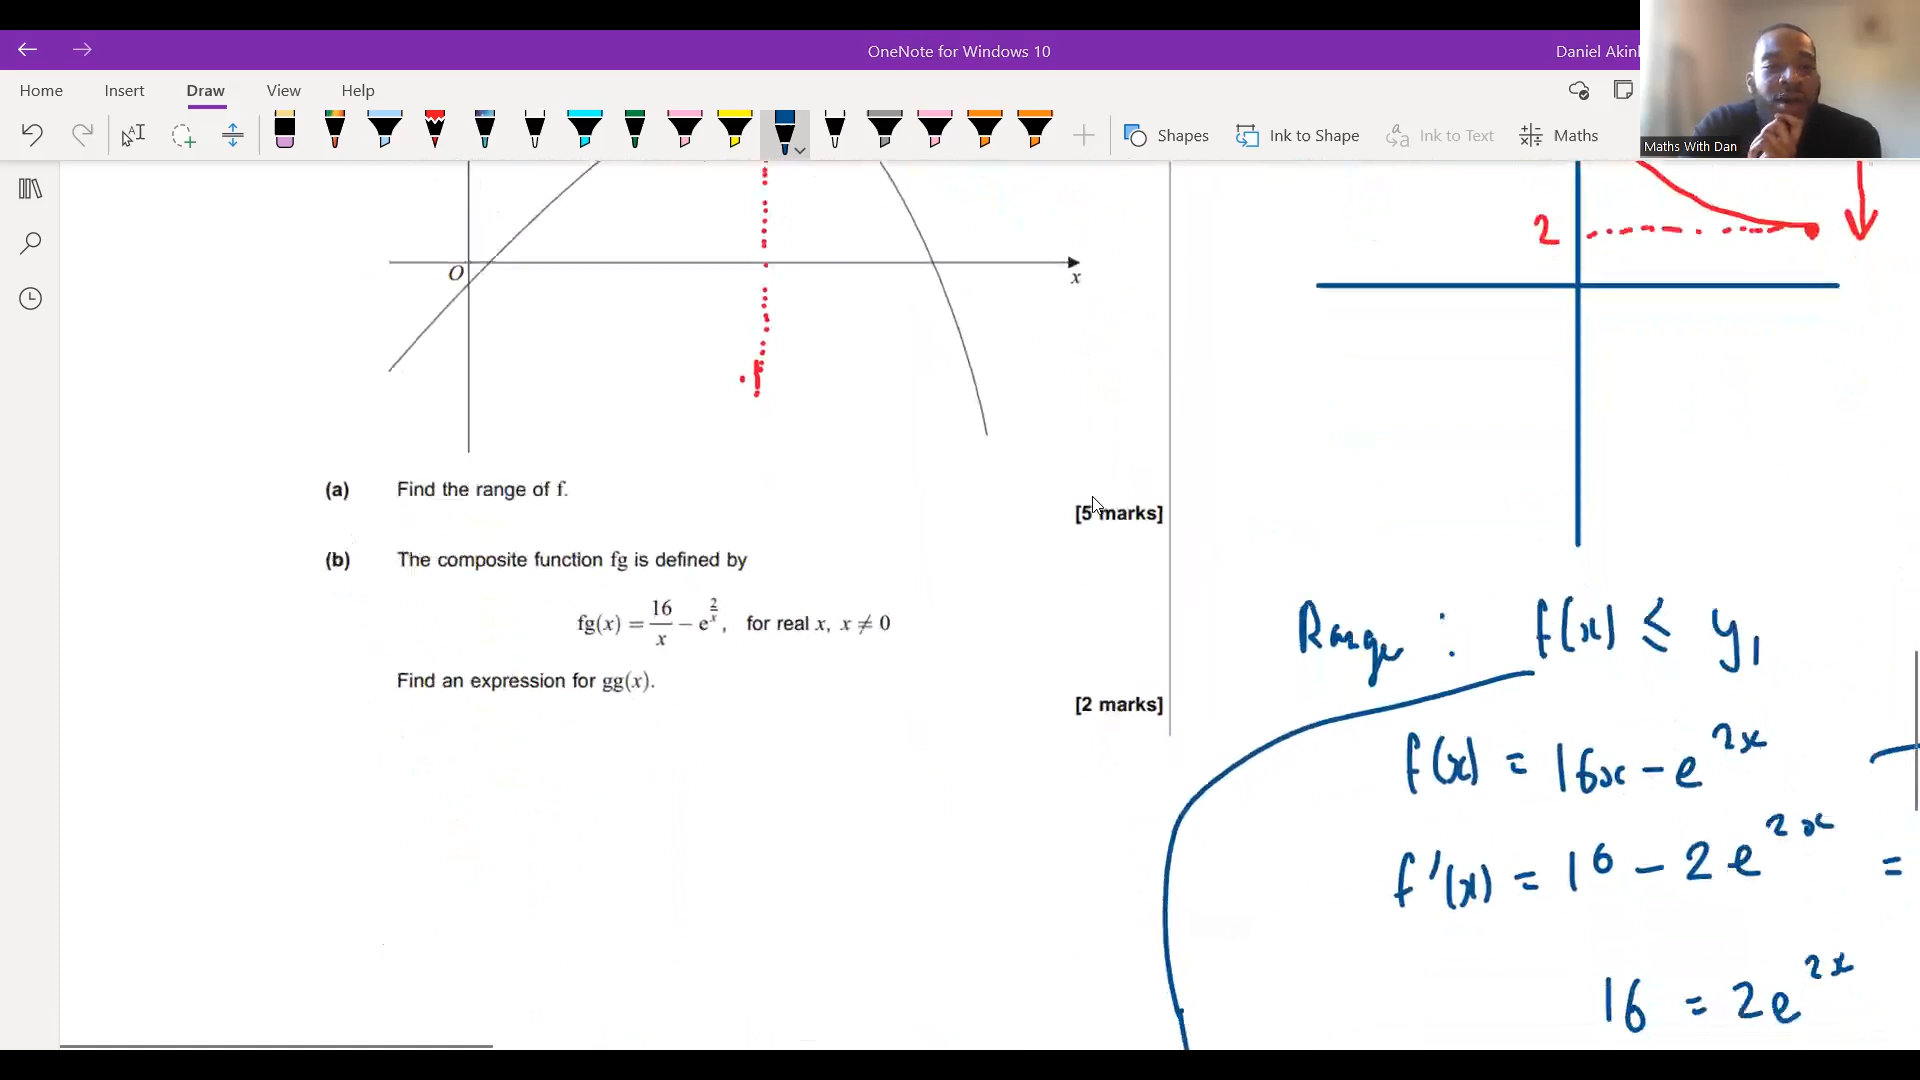 OneNote for Windows 10
Daniel Akinl
Home Insert Draw View Help
Shapes Ink to Shape Ink to Text Maths
Maths With Dan
2
O
x
(a) Find the range of f.
[5 marks]
(b) The composite function fg is defined by
fg(x) = 16/x − e^(2/x), for real x, x ≠ 0
Find an expression for gg(x).
[2 marks]
Range : f(x) ≤ y₁
f(x) = 16x − e^(2x)
f'(x) = 16 − 2e^(2x) =
16 = 2e^(2x)